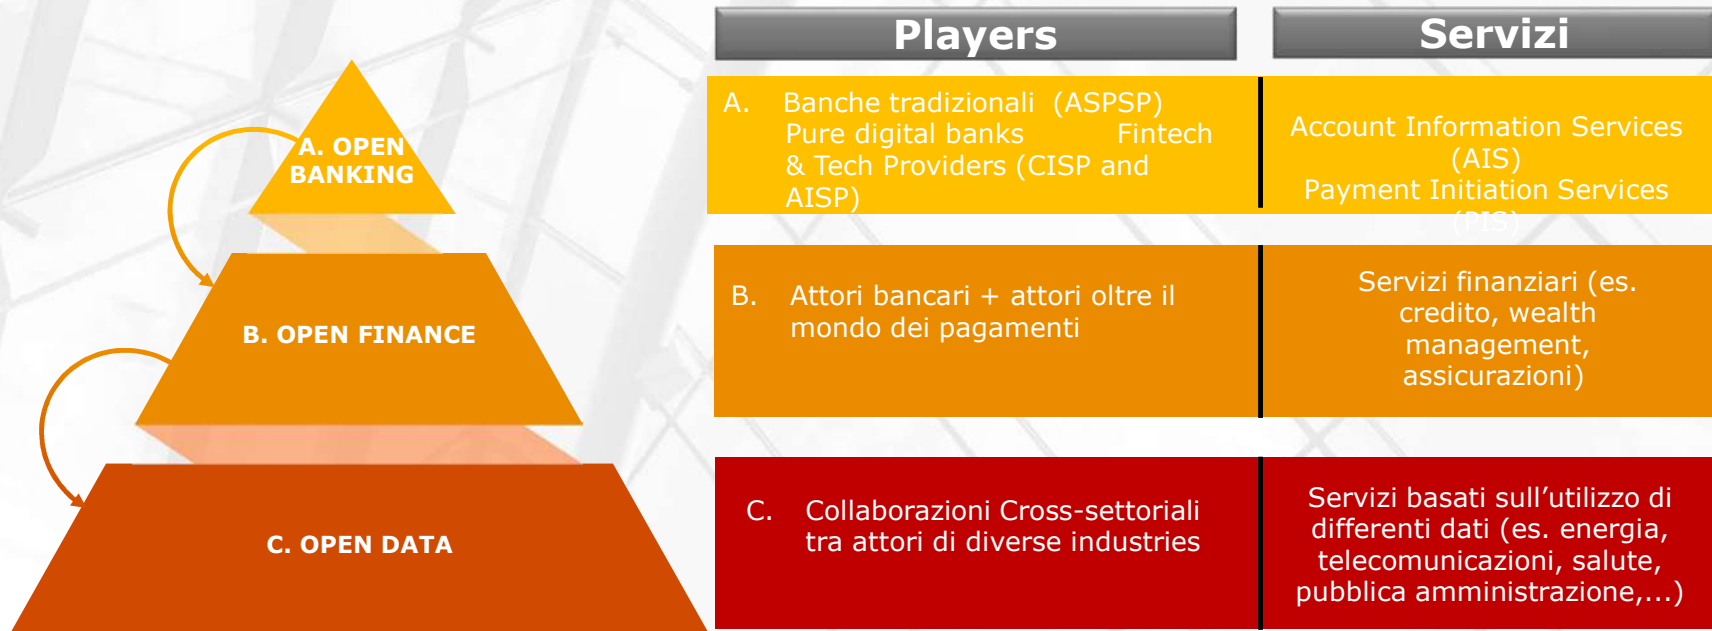 Players
Servizi
A. OPEN
BANKING
A. Banche tradizionali (ASPSP)
Pure digital banks Fintech
& Tech Providers (CISP and
AISP)
Account Information Services
(AIS)
Payment Initiation Services
(PIS)
B. OPEN FINANCE
B. Attori bancari + attori oltre il
mondo dei pagamenti
Servizi finanziari (es.
credito, wealth
management,
assicurazioni)
C. OPEN DATA
C. Collaborazioni Cross-settoriali
tra attori di diverse industries
Servizi basati sull’utilizzo di
differenti dati (es. energia,
telecomunicazioni, salute,
pubblica amministrazione,...)